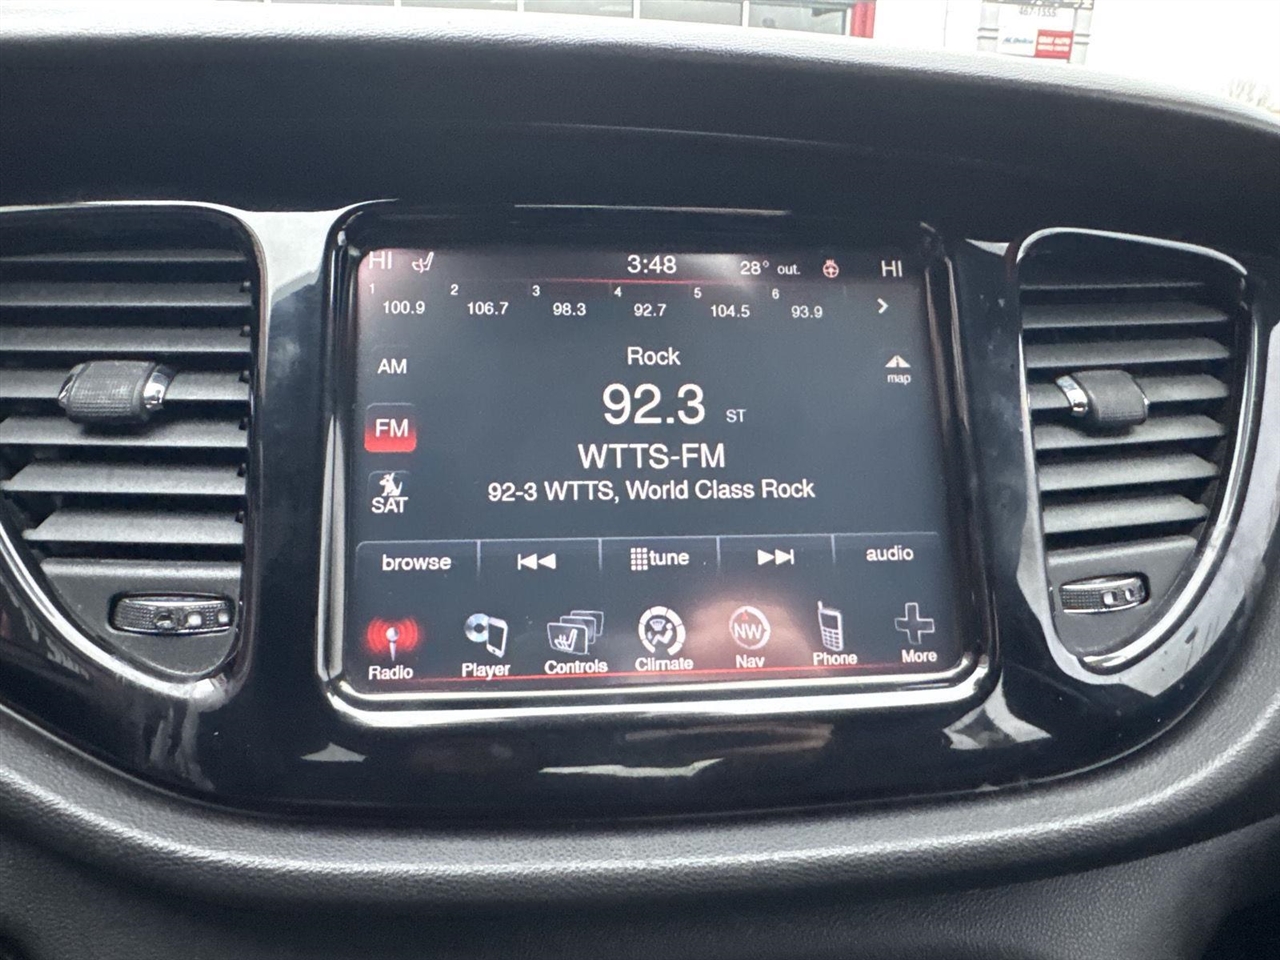 467-1333
HI 3:48 28° out. HI
1 100.9 2 106.7 3 98.3 4 92.7 5 104.5 6 93.9
Rock
AM
map
92.3 ST
FM
WTTS-FM
92-3 WTTS, World Class Rock
SAT
browse tune audio
NW
Radio Player Controls Climate Nav Phone More